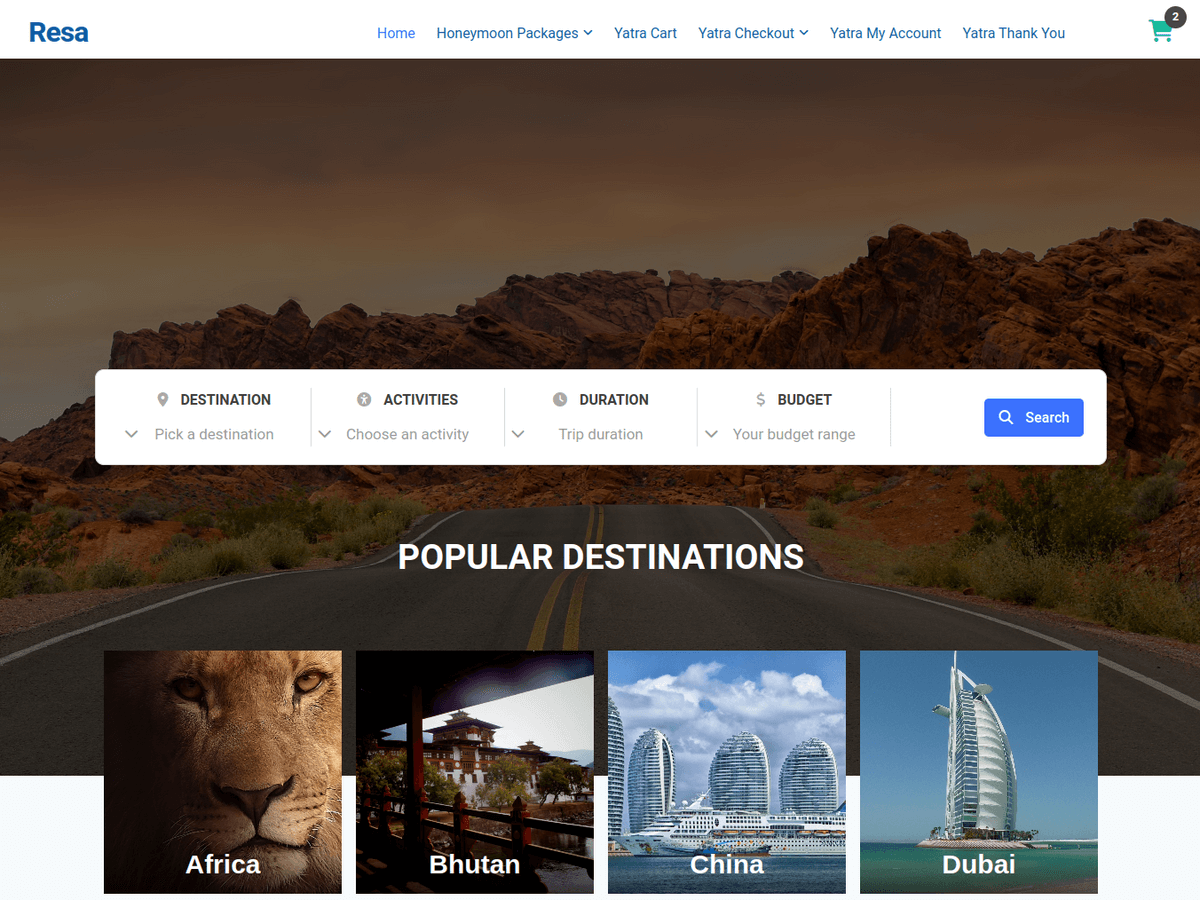 Resa
Home Honeymoon Packages Yatra Cart Yatra Checkout Yatra My Account Yatra Thank You
2
DESTINATION ACTIVITIES DURATION BUDGET
Pick a destination Choose an activity Trip duration Your budget range
Search
POPULAR DESTINATIONS
Africa Bhutan China Dubai